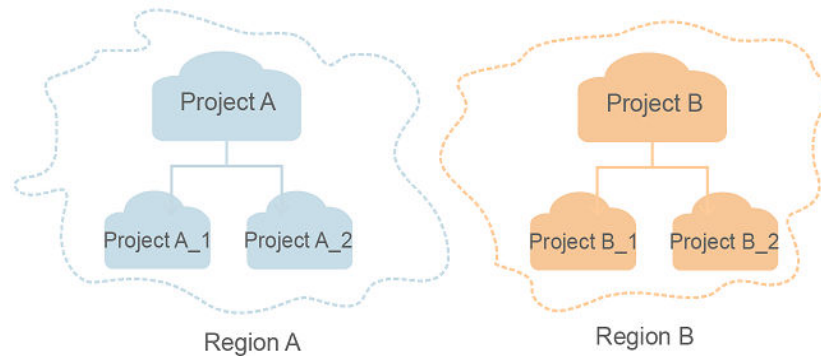 Project A
Project B
Project A_1
Project A_2
Project B_1
Project B_2
Region A
Region B